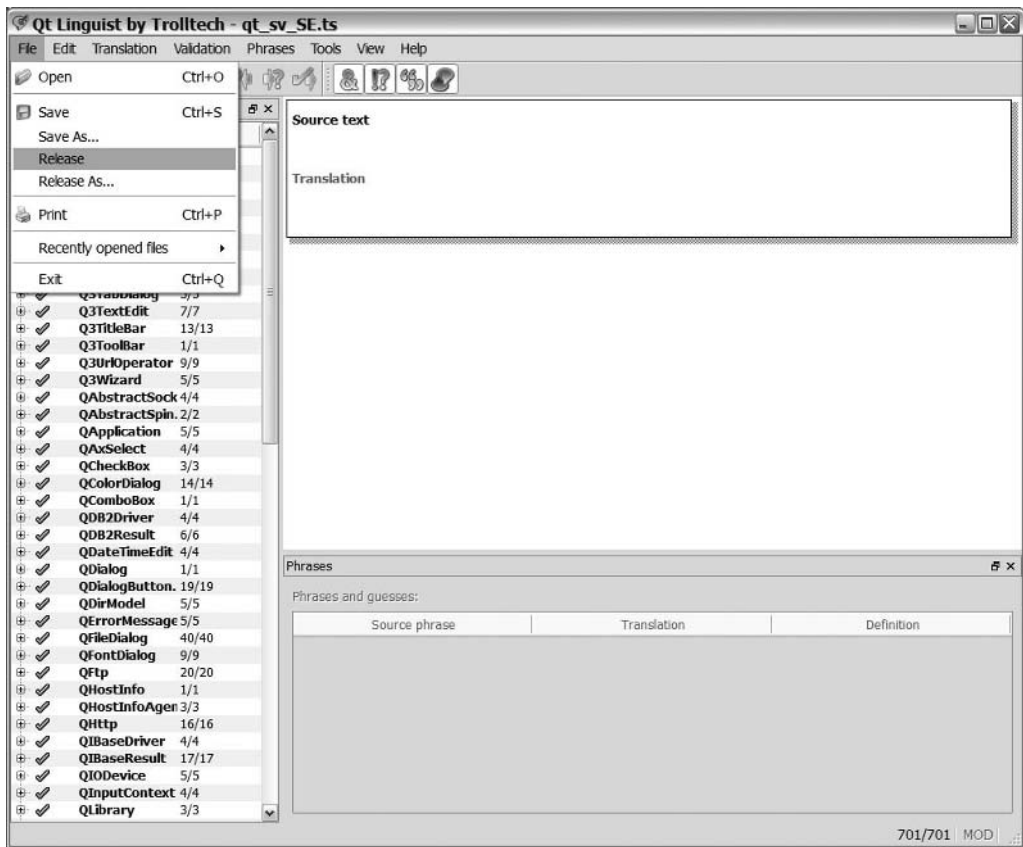 Qt Linguist by Trolltech - qt_sv_SE.ts
File Edit Translation Validation Phrases Tools View Help
Open Ctrl+O
Save Ctrl+S
Save As...
Release
Release As...
Print Ctrl+P
Recently opened files
Exit Ctrl+Q
Source text
Translation
Q3TabDialog 5/5
Q3TextEdit 7/7
Q3TitleBar 13/13
Q3ToolBar 1/1
Q3UrlOperator 9/9
Q3Wizard 5/5
QAbstractSock 4/4
QAbstractSpin. 2/2
QApplication 5/5
QAxSelect 4/4
QCheckBox 3/3
QColorDialog 14/14
QComboBox 1/1
QDB2Driver 4/4
QDB2Result 6/6
QDateTimeEdit 4/4
QDialog 1/1
QDialogButton. 19/19
QDirModel 5/5
QErrorMessage 5/5
QFileDialog 40/40
QFontDialog 9/9
QFtp 20/20
QHostInfo 1/1
QHostInfoAgen 3/3
QHttp 16/16
QIBaseDriver 4/4
QIBaseResult 17/17
QIODevice 5/5
QInputContext 4/4
QLibrary 3/3
Phrases
Phrases and guesses:
Source phrase Translation Definition
701/701 MOD